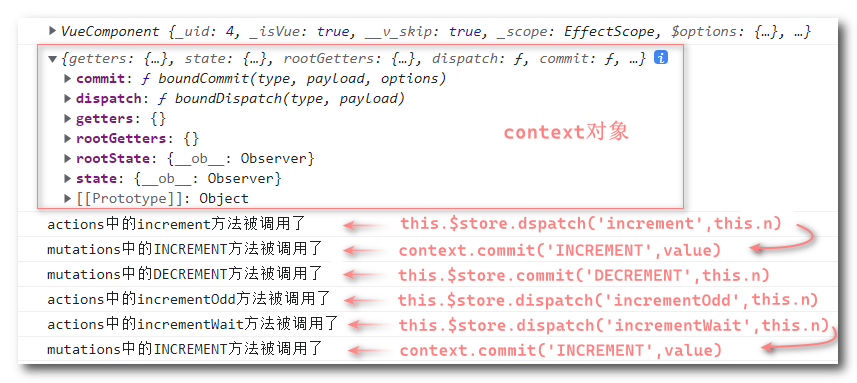 VueComponent {_uid: 4, _isVue: true, __v_skip: true, _scope: EffectScope, $options: {…}, …}
{getters: {…}, state: {…}, rootGetters: {…}, dispatch: ƒ, commit: ƒ, …} i
commit: ƒ boundCommit(type, payload, options)
dispatch: ƒ boundDispatch(type, payload)
getters: {}
rootGetters: {}
context对象
rootState: {__ob__: Observer}
state: {__ob__: Observer}
[[Prototype]]: Object
actions中的increment方法被调用了 this.$store.dspatch('increment',this.n)
mutations中的INCREMENT方法被调用了 context.commit('INCREMENT',value)
mutations中的DECREMENT方法被调用了 this.$store.commit('DECREMENT',this.n)
actions中的incrementOdd方法被调用了 this.$store.dispatch('incrementOdd',this.n)
actions中的incrementWait方法被调用了 this.$store.dispatch('incrementWait',this.n)
mutations中的INCREMENT方法被调用了 context.commit('INCREMENT',value)